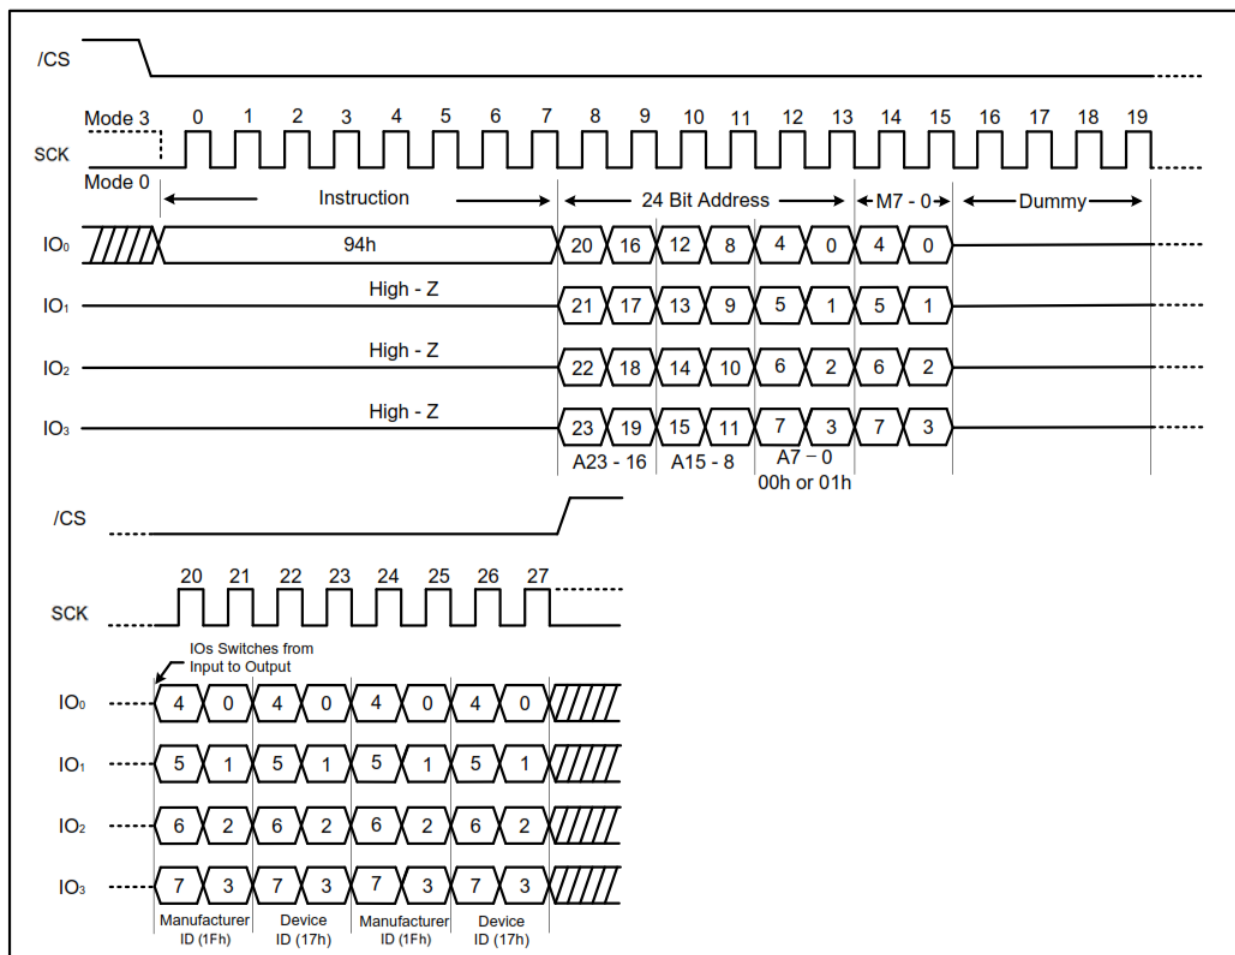 /CS
Mode 3 0 1 2 3 4 5 6 7 8 9 10 11 12 13 14 15 16 17 18 19
SCK
Mode 0
Instruction 24 Bit Address M7 - 0 Dummy
IO0 94h 20 16 12 8 4 0 4 0
High - Z
IO1 21 17 13 9 5 1 5 1
High - Z
IO2 22 18 14 10 6 2 6 2
High - Z
IO3 23 19 15 11 7 3 7 3
A23 - 16 A15 - 8 A7 - 0
00h or 01h
/CS
20 21 22 23 24 25 26 27
SCK
IOs Switches from
Input to Output
IO0 4 0 4 0 4 0 4 0
IO1 5 1 5 1 5 1 5 1
IO2 6 2 6 2 6 2 6 2
IO3 7 3 7 3 7 3 7 3
Manufacturer Device Manufacturer Device
ID (1Fh) ID (17h) ID (1Fh) ID (17h)